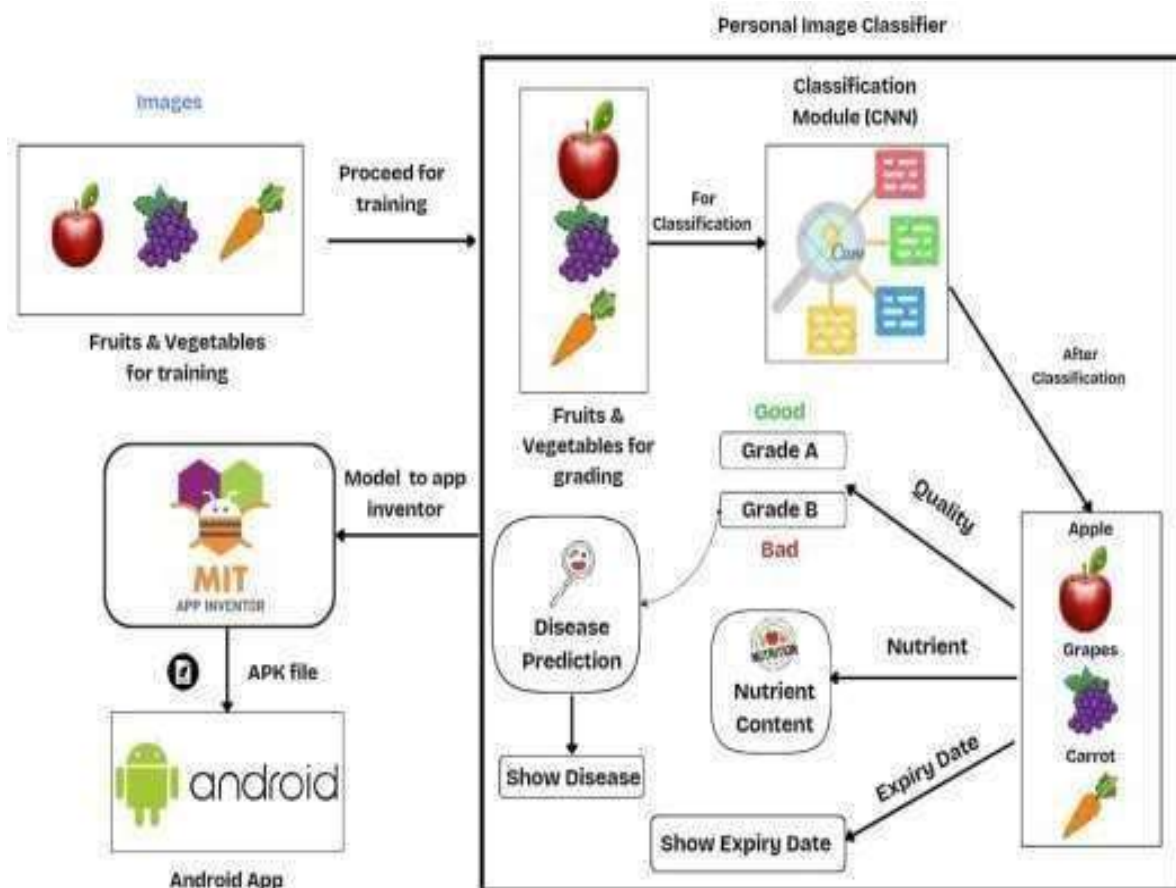 Personal Image Classifier
Images
Proceed for
training
Fruits & Vegetables
for training
Classification
Module (CNN)
For
Classification
After
Classification
Fruits &
Vegetables for
grading
Good
Grade A
Grade B
Bad
Quality
Apple
Grapes
Carrot
Model to app
inventor
MIT
APP INVENTOR
APK file
android
Android App
Disease
Prediction
Show Disease
NUTRITION
Nutrient
Content
Nutrient
Expiry Date
Show Expiry Date